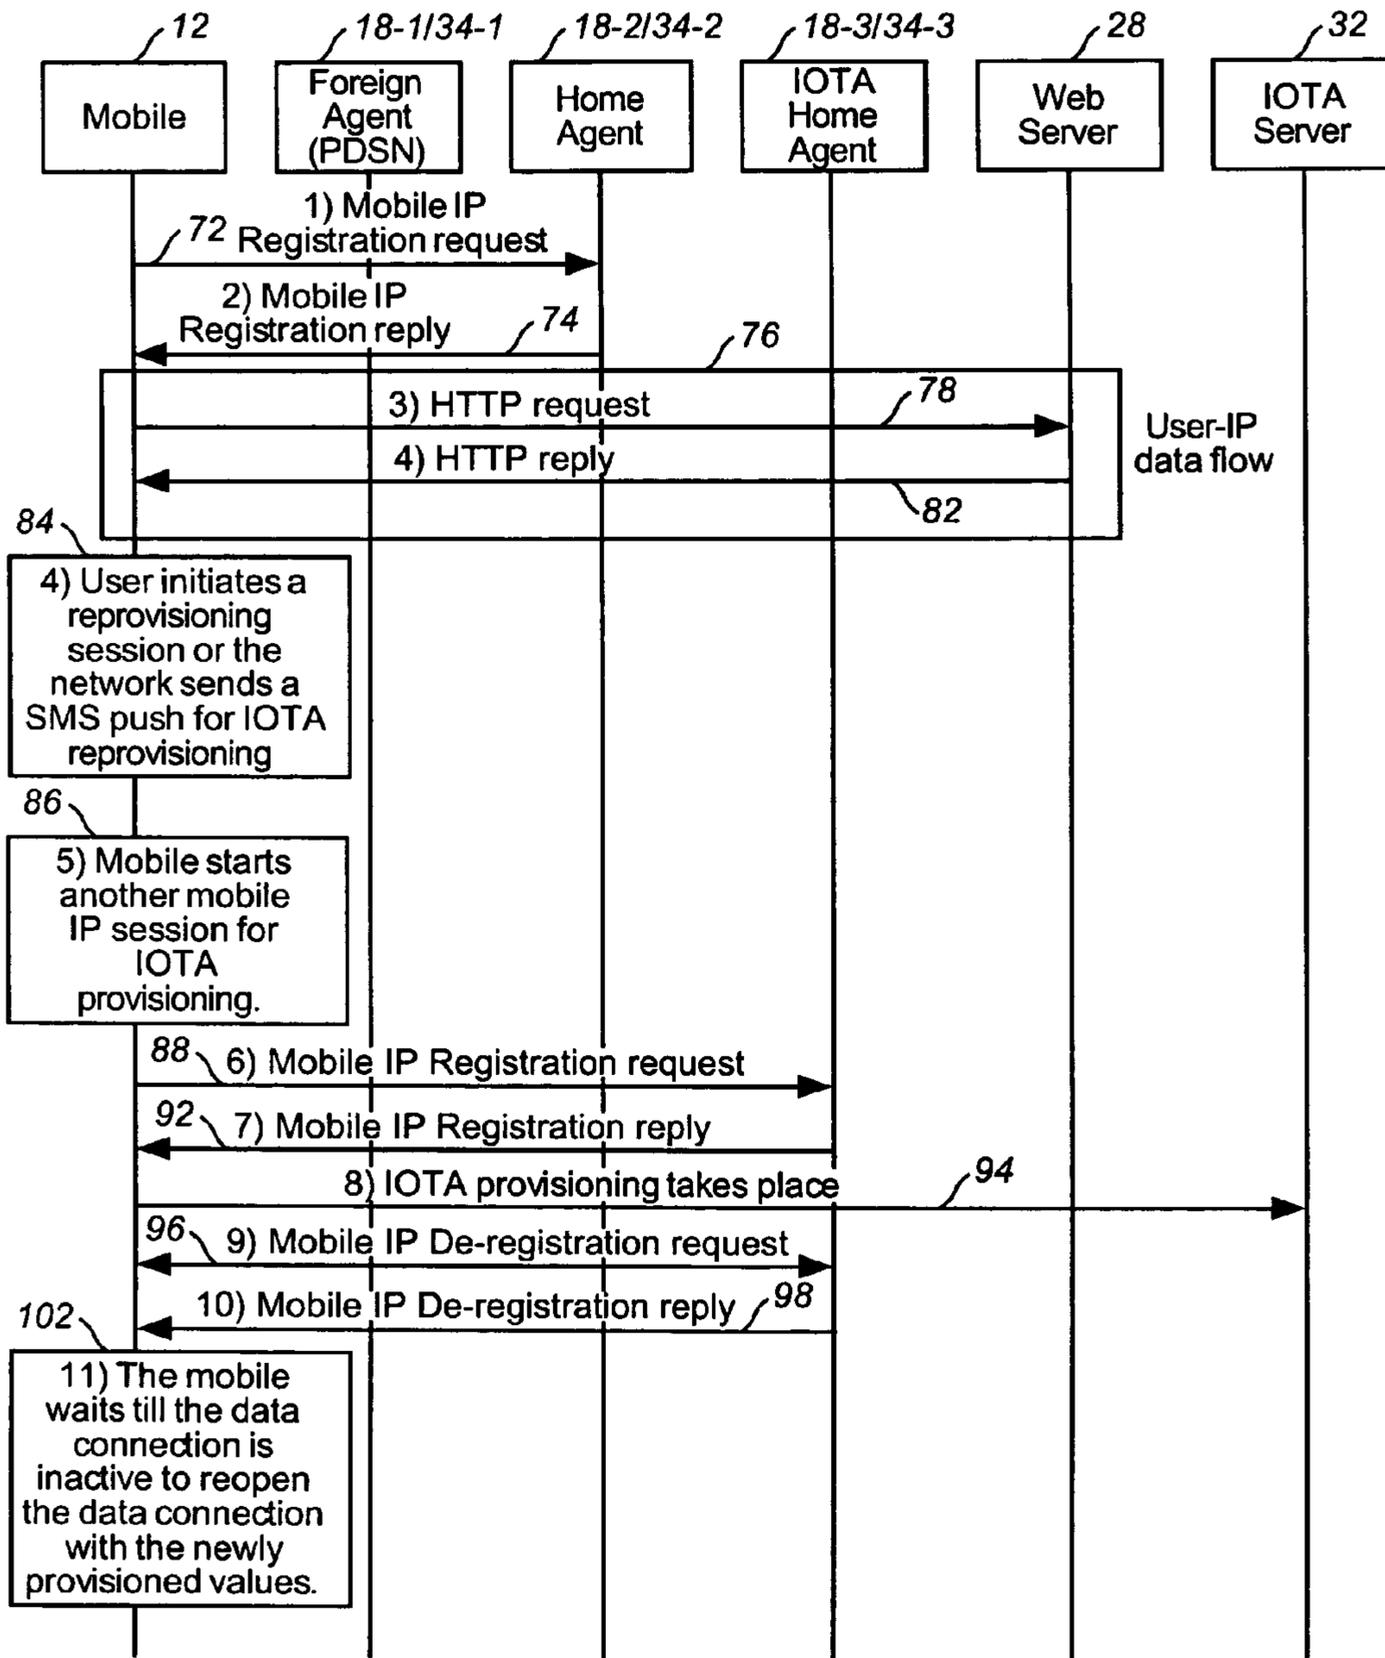 12
18-1/34-1
18-2/34-2
18-3/34-3
28
32
Mobile
Foreign
Agent
(PDSN)
Home
Agent
IOTA
Home
Agent
Web
Server
IOTA
Server
1) Mobile IP
Registration request
72
2) Mobile IP
Registration reply
74
76
3) HTTP request
78
4) HTTP reply
82
User-IP
data flow
84
4) User initiates a
reprovisioning
session or the
network sends a
SMS push for IOTA
reprovisioning
86
5) Mobile starts
another mobile
IP session for
IOTA
provisioning.
88
6) Mobile IP Registration request
92
7) Mobile IP Registration reply
8) IOTA provisioning takes place
94
96
9) Mobile IP De-registration request
10) Mobile IP De-registration reply
98
102
11) The mobile
waits till the data
connection is
inactive to reopen
the data connection
with the newly
provisioned values.